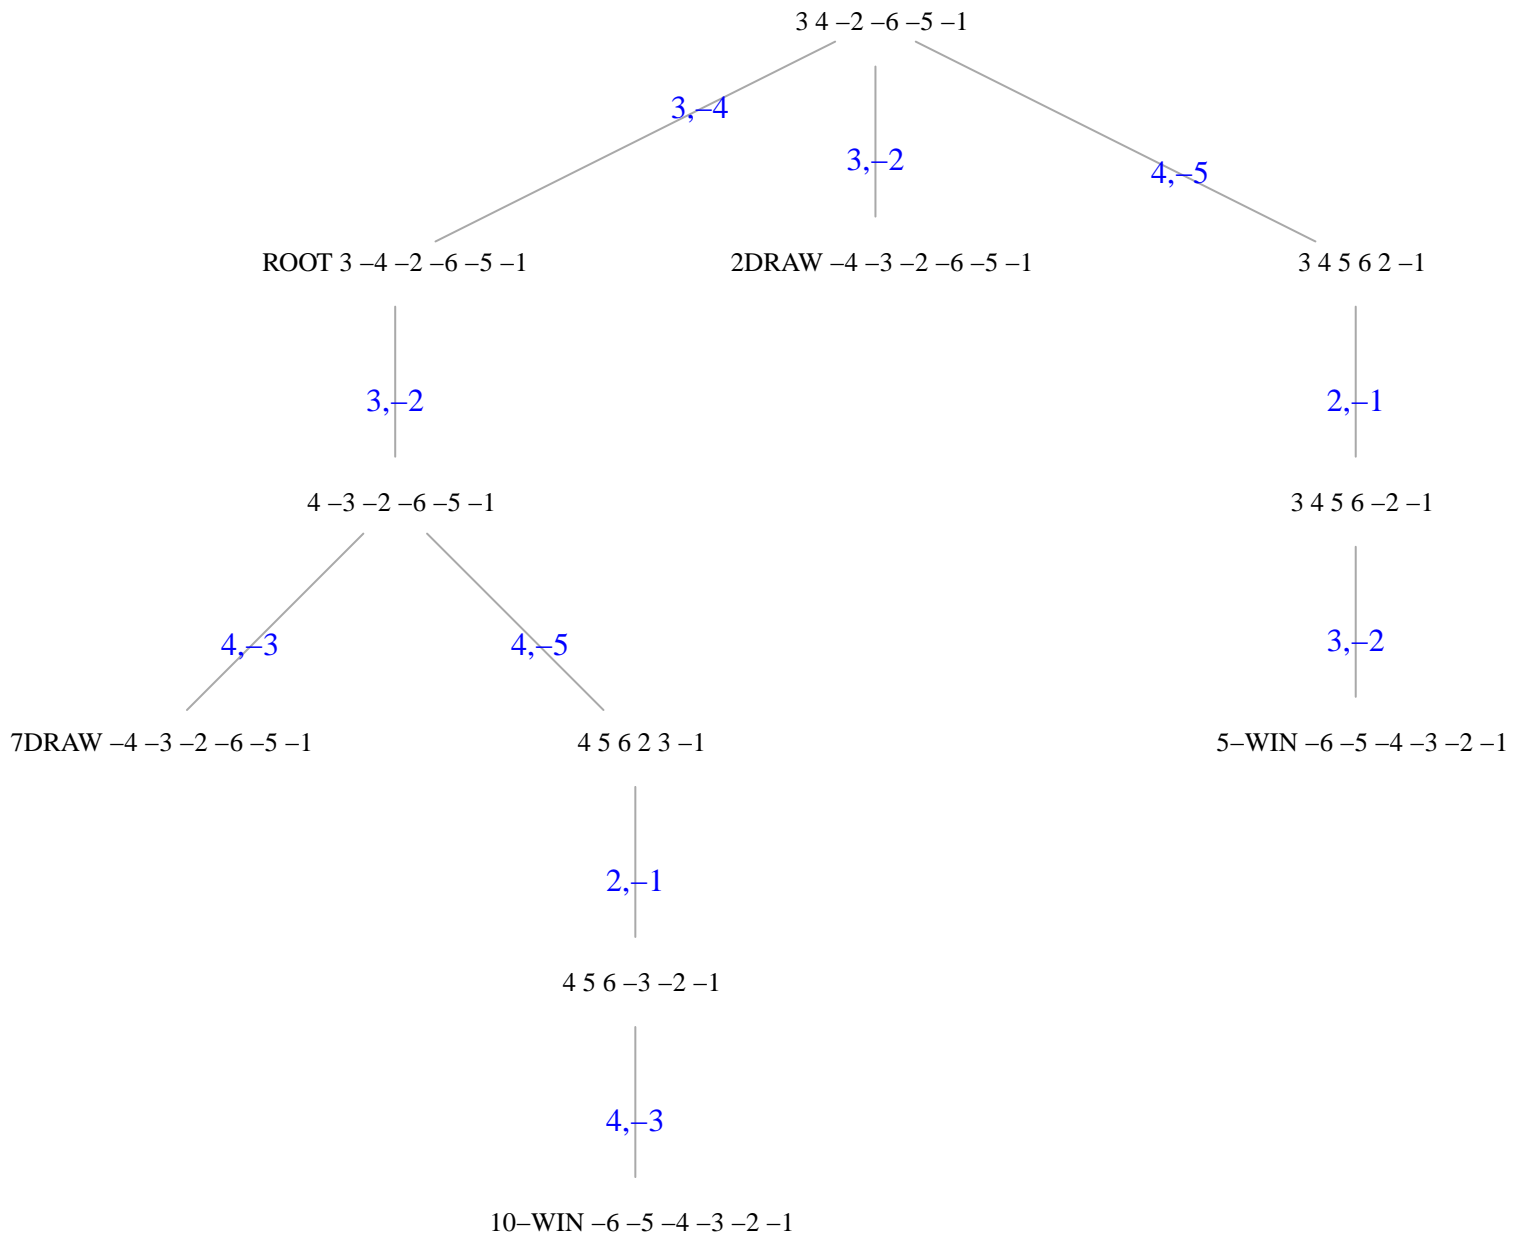 3 4 –2 –6 –5 –1
3,–4
3,–2
4,–5
ROOT 3 –4 –2 –6 –5 –1
2DRAW –4 –3 –2 –6 –5 –1
3 4 5 6 2 –1
3,–2
2,–1
4 –3 –2 –6 –5 –1
3 4 5 6 –2 –1
4,–3
4,–5
3,–2
7DRAW –4 –3 –2 –6 –5 –1
4 5 6 2 3 –1
5–WIN –6 –5 –4 –3 –2 –1
2,–1
4 5 6 –3 –2 –1
4,–3
10–WIN –6 –5 –4 –3 –2 –1